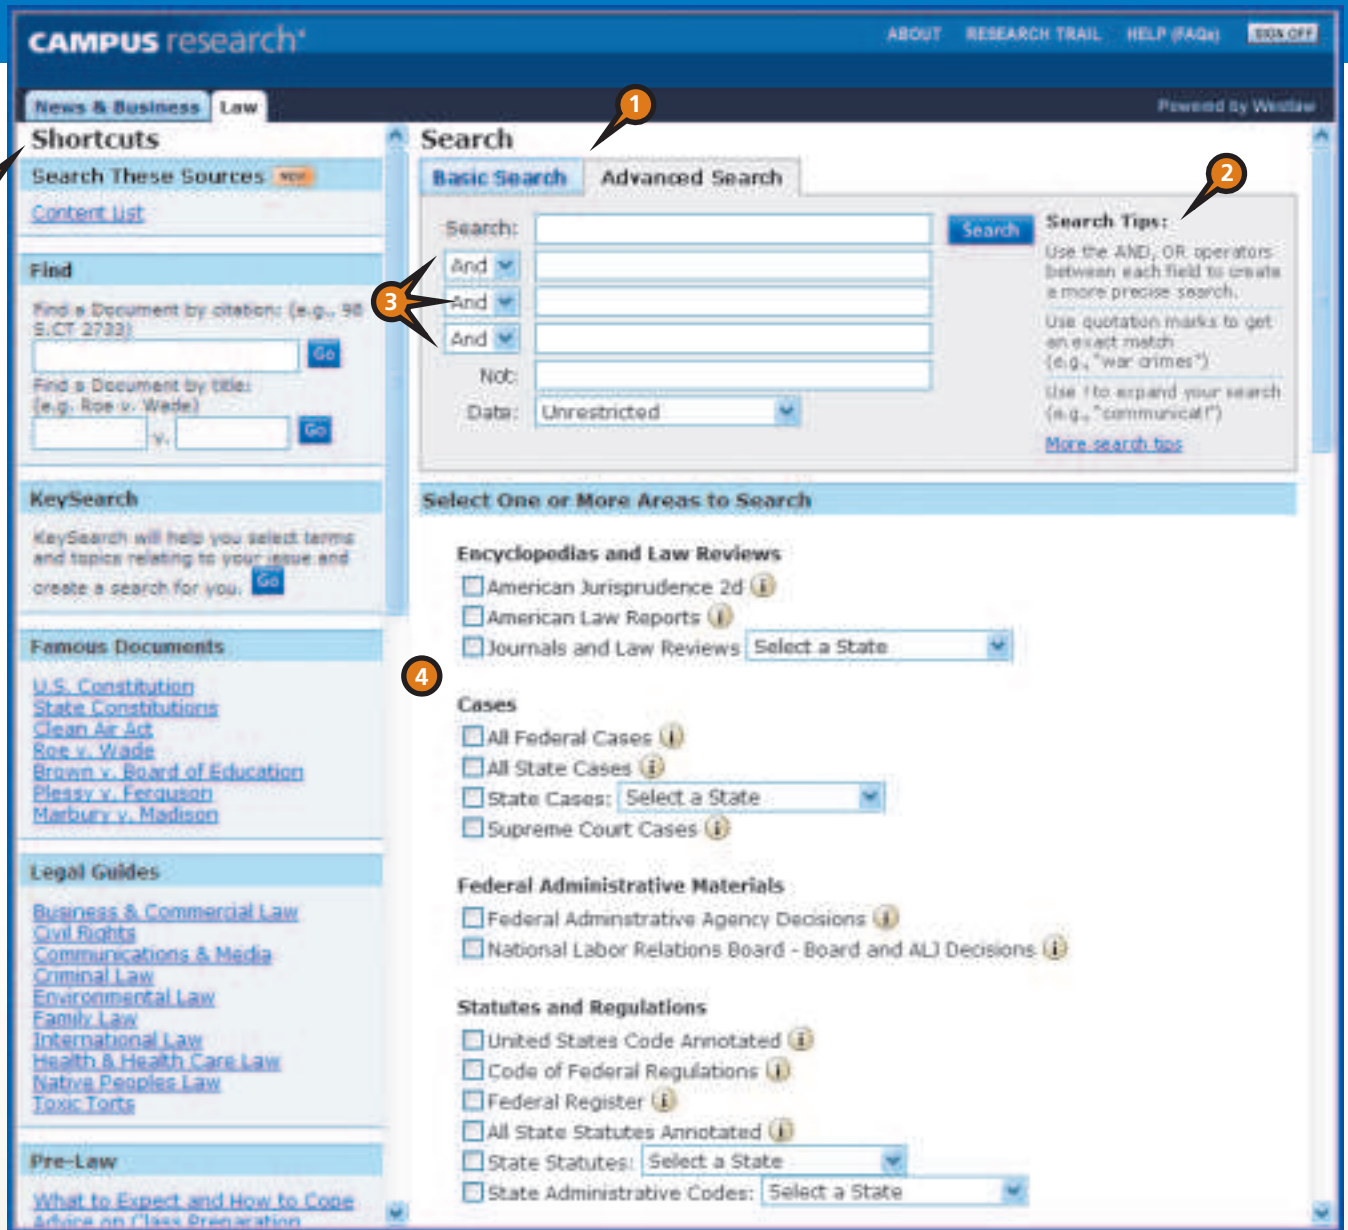 CAMPUS research
ABOUT RESEARCH TRAIL HELP (FAQs) SIGN OFF
News & Business Law
Powered by Westlaw
Shortcuts
Search These Sources NEW
Content List
Find
Find a Document by citation: (e.g., 98
S.CT 2733)
Go
Find a Document by title:
(e.g. Roe v. Wade)
v. Go
KeySearch
KeySearch will help you select terms
and topics relating to your issue and
create a search for you. Go
Famous Documents
U.S. Constitution
State Constitutions
Clean Air Act
Roe v. Wade
Brown v. Board of Education
Plessy v. Ferguson
Marbury v. Madison
Legal Guides
Business & Commercial Law
Civil Rights
Communications & Media
Criminal Law
Environmental Law
Family Law
International Law
Health & Health Care Law
Native Peoples Law
Toxic Torts
Pre-Law
What to Expect and How to Cope
Advice on Class Preparation
1
Search
Basic Search Advanced Search
2
Search: Search
And
3
And
And
Not:
Date: Unrestricted
Search Tips:
Use the AND, OR operators
between each field to create
a more precise search.
Use quotation marks to get
an exact match
(e.g., "war crimes")
Use ! to expand your search
(e.g., "communicat!")
More search tips
Select One or More Areas to Search
Encyclopedias and Law Reviews
American Jurisprudence 2d i
American Law Reports i
Journals and Law Reviews Select a State
4
Cases
All Federal Cases i
All State Cases i
State Cases: Select a State
Supreme Court Cases i
Federal Administrative Materials
Federal Adminstrative Agency Decisions i
National Labor Relations Board - Board and ALJ Decisions i
Statutes and Regulations
United States Code Annotated i
Code of Federal Regulations i
Federal Register i
All State Statutes Annotated i
State Statutes: Select a State
State Administrative Codes: Select a State